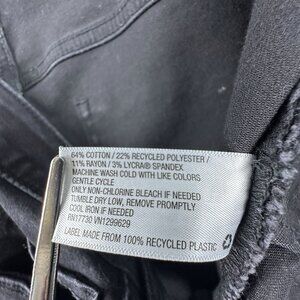 64% COTTON / 22% RECYCLED POLYESTER /
11% RAYON / 3% LYCRA® SPANDEX
MACHINE WASH COLD WITH LIKE COLORS
GENTLE CYCLE
ONLY NON-CHLORINE BLEACH IF NEEDED
TUMBLE DRY LOW, REMOVE PROMPTLY
COOL IRON IF NEEDED
RN17730 VN1299629
LABEL MADE FROM 100% RECYCLED PLASTIC